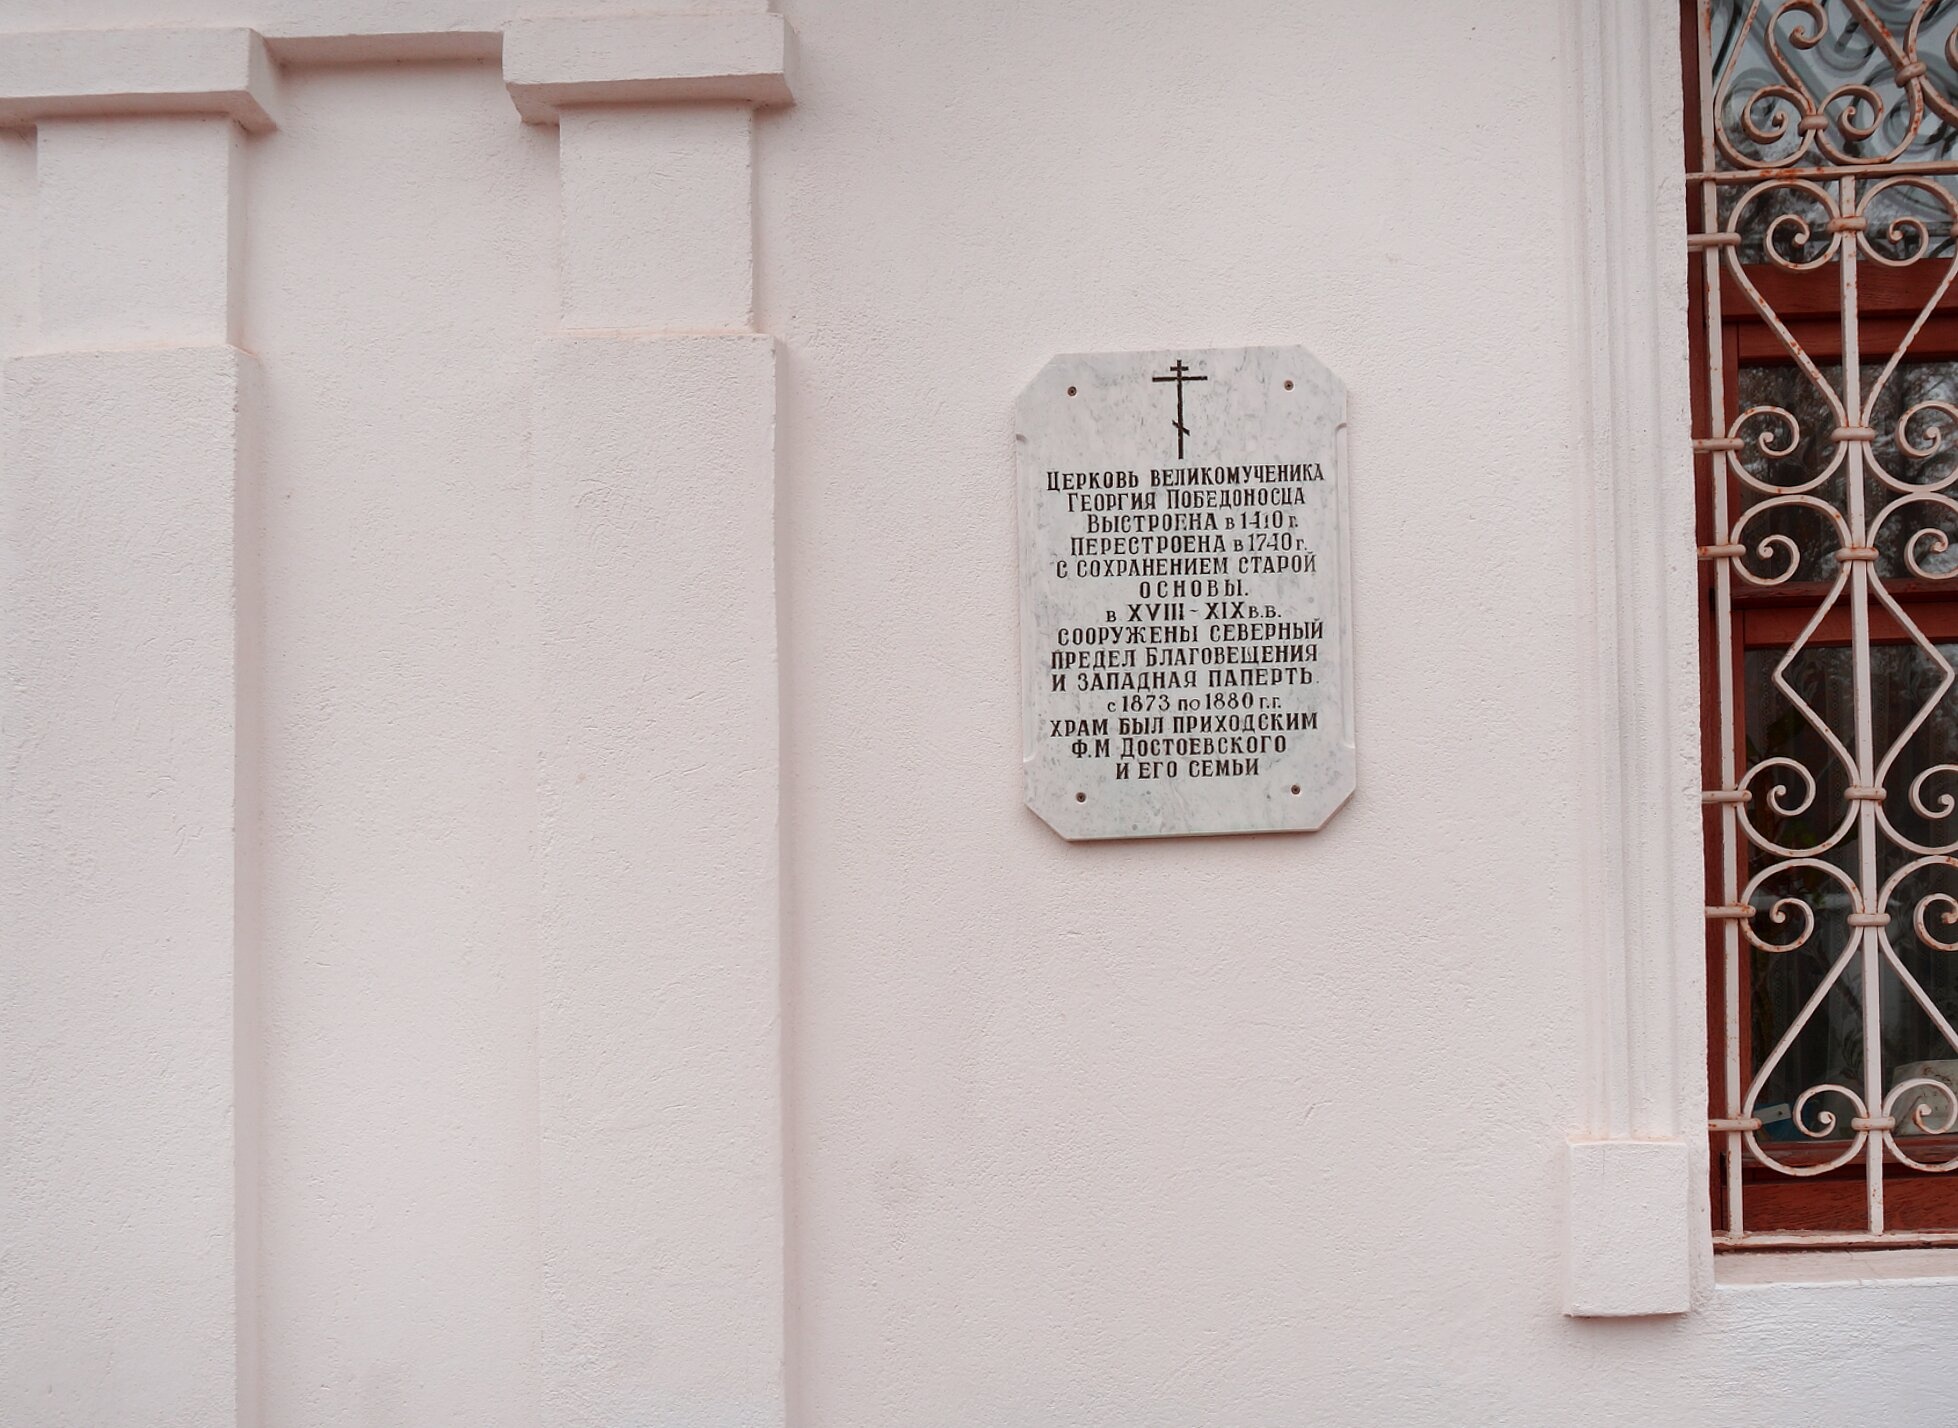 Церковь великомученика
Георгия Победоносца
выстроена в 1410 г.
перестроена в 1740 г.
с сохранением старой
основы.
в XVIII - XIX в.в.
сооружены северный
предел Благовещения
и западная паперть.
с 1873 по 1880 г.г.
храм был приходским
Ф.М Достоевского
и его семьи